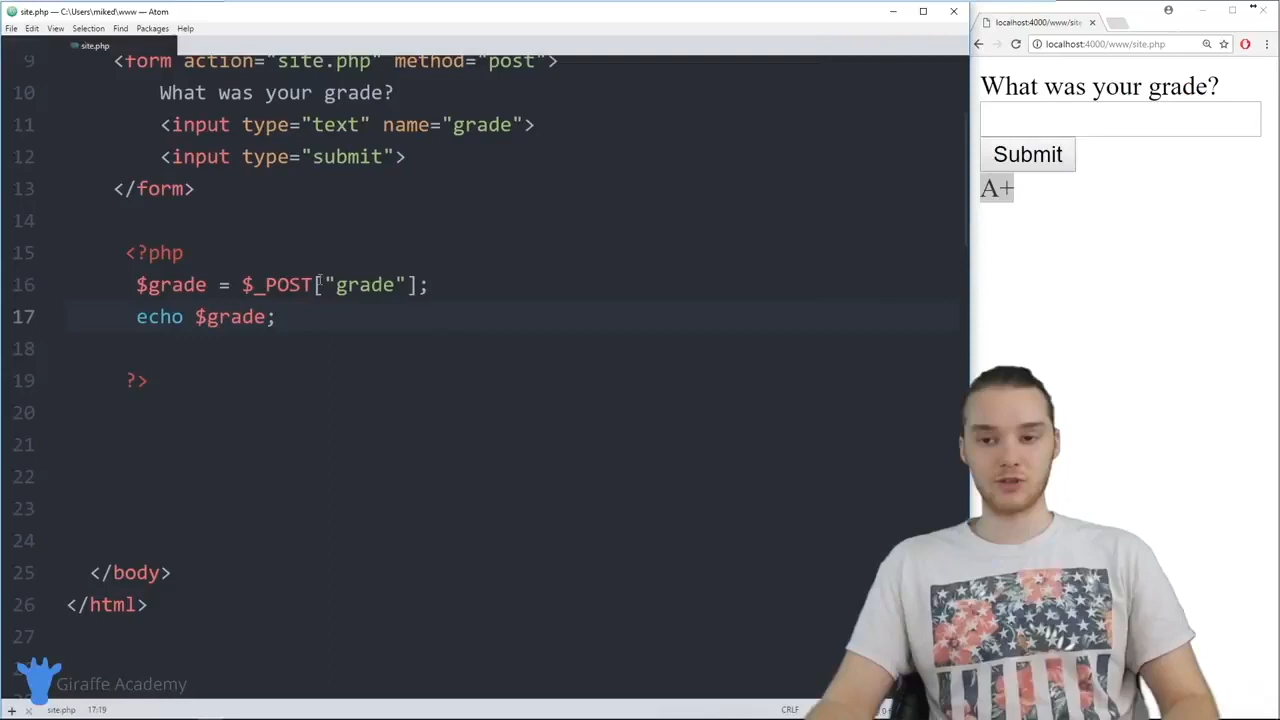 site.php — C:\Users\miked\www — Atom
File Edit View Selection Find Packages Help
site.php
9 <form action="site.php" method="post">
10 What was your grade?
11 <input type="text" name="grade">
12 <input type="submit">
13 </form>
14
15 <?php
16 $grade = $_POST["grade"];
17 echo $grade;
18
19 ?>
20
21
22
23
24
25 </body>
26 </html>
27
Giraffe Academy
site.php 17:19 CRLF
localhost:4000/www/sit
localhost:4000/www/site.php
What was your grade?
Submit
A+